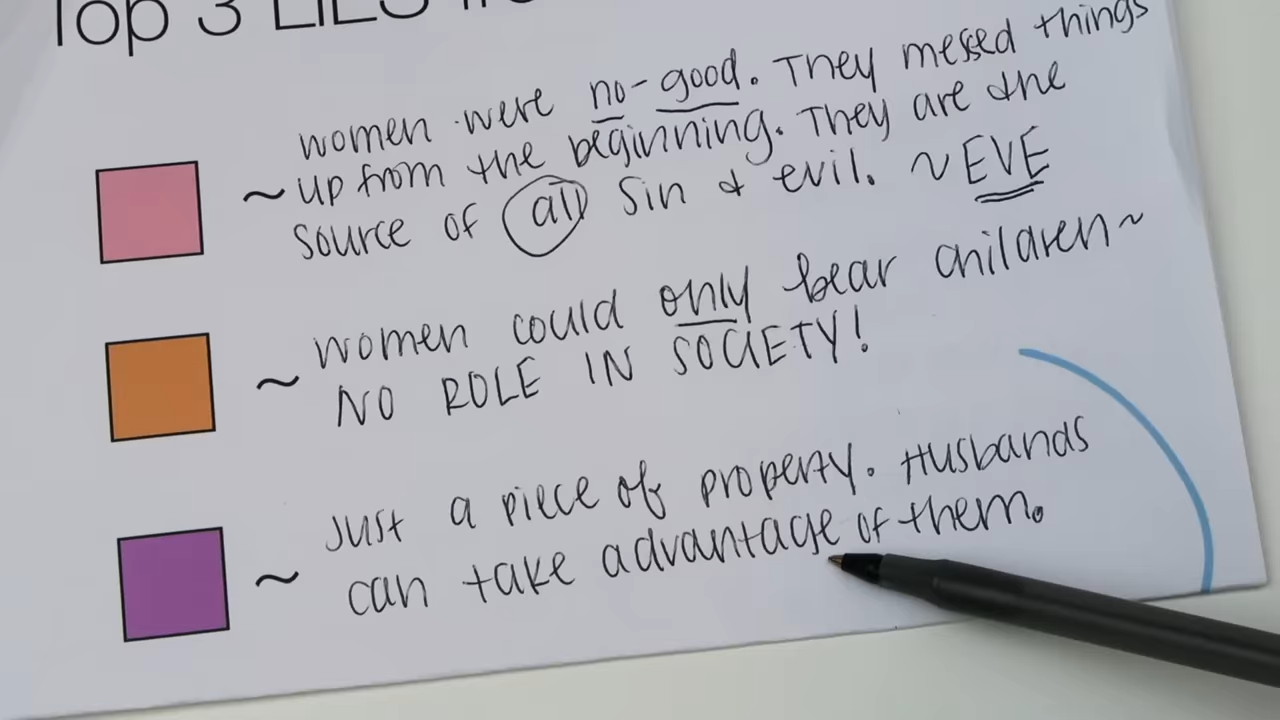 Top 3 LIES
women were no-good. They messed things
~ up from the beginning. They are the
source of all sin & evil. ~ EVE
~ women could only bear children ~
NO ROLE IN SOCIETY!
~ Just a piece of property. Husbands
can take advantage of them.